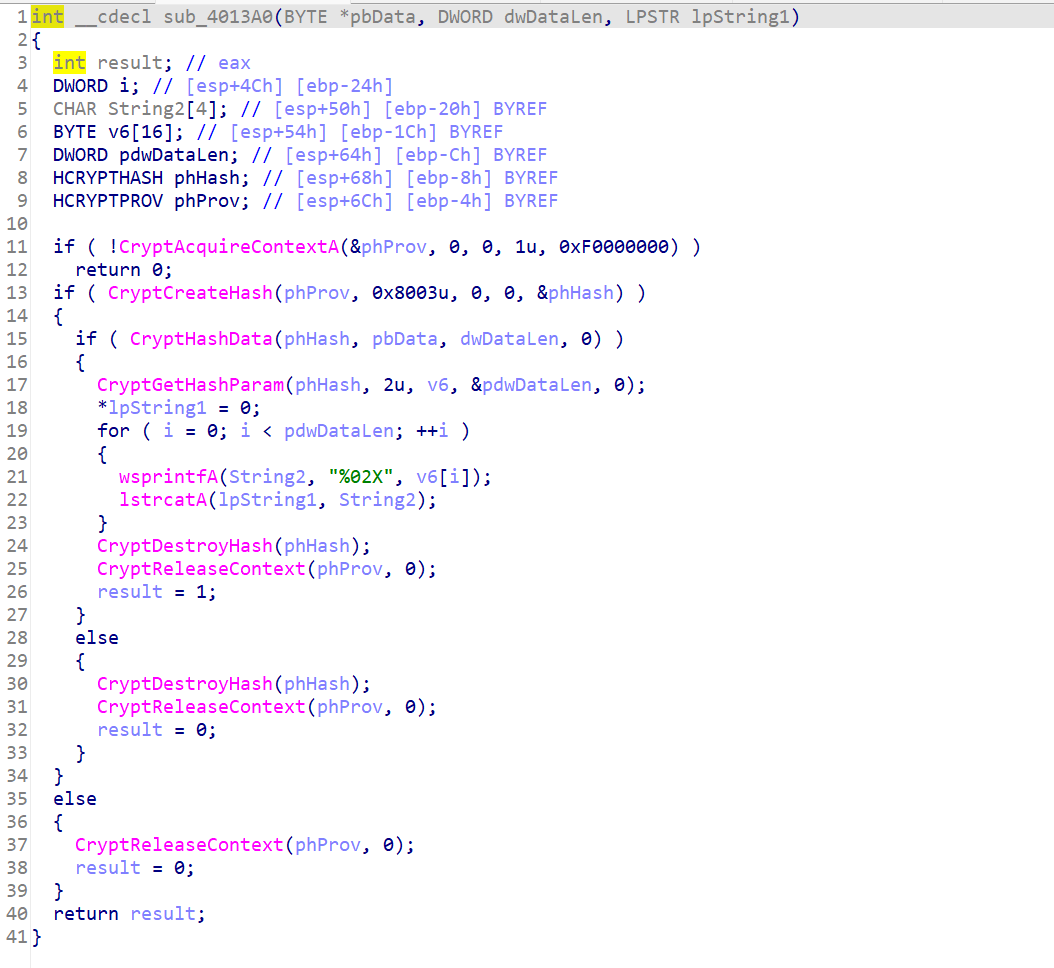 1 int __cdecl sub_4013A0(BYTE *pbData, DWORD dwDataLen, LPSTR lpString1)
2 {
3   int result; // eax
4   DWORD i; // [esp+4Ch] [ebp-24h]
5   CHAR String2[4]; // [esp+50h] [ebp-20h] BYREF
6   BYTE v6[16]; // [esp+54h] [ebp-1Ch] BYREF
7   DWORD pdwDataLen; // [esp+64h] [ebp-Ch] BYREF
8   HCRYPTHASH phHash; // [esp+68h] [ebp-8h] BYREF
9   HCRYPTPROV phProv; // [esp+6Ch] [ebp-4h] BYREF
10
11   if ( !CryptAcquireContextA(&phProv, 0, 0, 1u, 0xF0000000) )
12     return 0;
13   if ( CryptCreateHash(phProv, 0x8003u, 0, 0, &phHash) )
14   {
15     if ( CryptHashData(phHash, pbData, dwDataLen, 0) )
16     {
17       CryptGetHashParam(phHash, 2u, v6, &pdwDataLen, 0);
18       *lpString1 = 0;
19       for ( i = 0; i < pdwDataLen; ++i )
20       {
21         wsprintfA(String2, "%02X", v6[i]);
22         lstrcatA(lpString1, String2);
23       }
24       CryptDestroyHash(phHash);
25       CryptReleaseContext(phProv, 0);
26       result = 1;
27     }
28     else
29     {
30       CryptDestroyHash(phHash);
31       CryptReleaseContext(phProv, 0);
32       result = 0;
33     }
34   }
35   else
36   {
37     CryptReleaseContext(phProv, 0);
38     result = 0;
39   }
40   return result;
41 }